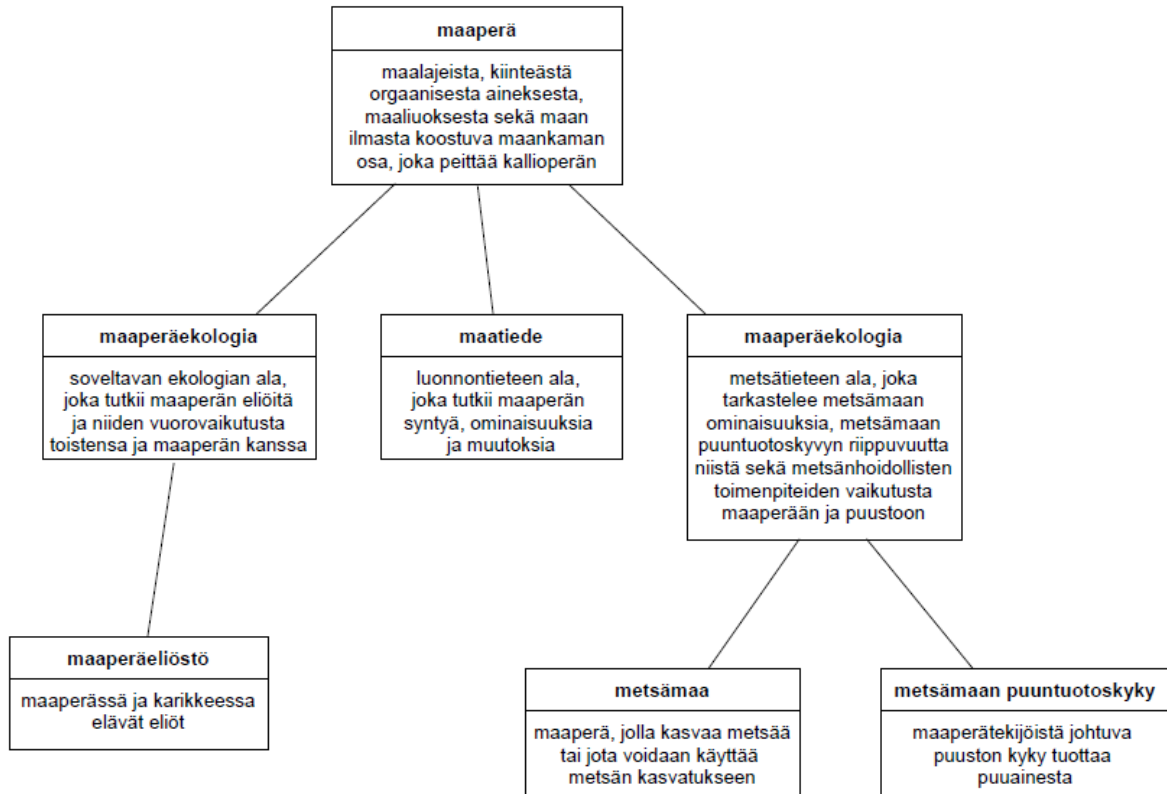 maaperä
maalajeista, kiinteästä
orgaanisesta aineksesta,
maaliuoksesta sekä maan
ilmasta koostuva maankaman
osa, joka peittää kallioperän
maaperäekologia
soveltavan ekologian ala,
joka tutkii maaperän eliöitä
ja niiden vuorovaikutusta
toistensa ja maaperän kanssa
maatiede
luonnontieteen ala,
joka tutkii maaperän
syntyä, ominaisuuksia
ja muutoksia
maaperäekologia
metsätieteen ala, joka
tarkastelee metsämaan
ominaisuuksia, metsämaan
puuntuotoskyvyn riippuvuutta
niistä sekä metsänhoidollisten
toimenpiteiden vaikutusta
maaperään ja puustoon
maaperäeliöstö
maaperässä ja karikkeessa
elävät eliöt
metsämaa
maaperä, jolla kasvaa metsää
tai jota voidaan käyttää
metsän kasvatukseen
metsämaan puuntuotoskyky
maaperätekijöistä johtuva
puuston kyky tuottaa
puuainesta